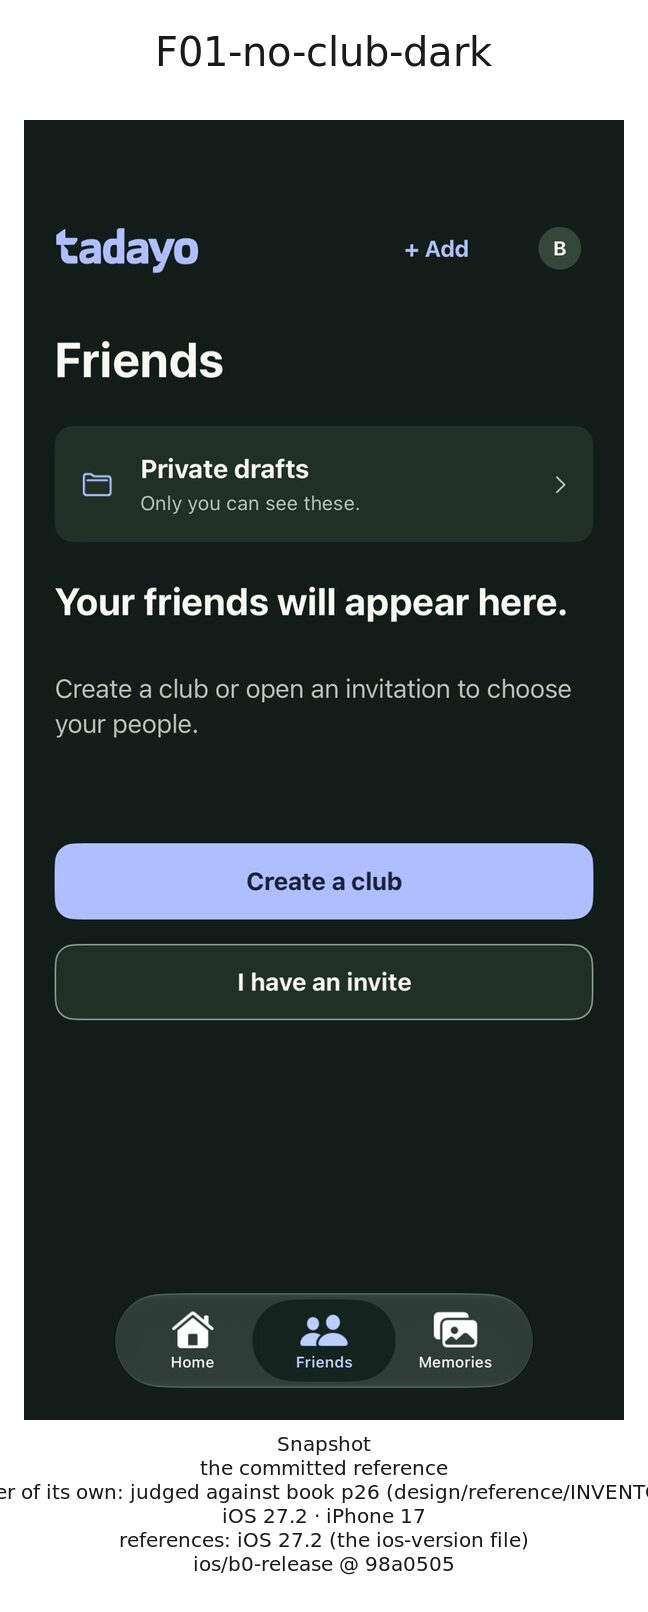 F01-no-club-dark
tadayo
+ Add
B
Friends
Private drafts
Only you can see these.
Your friends will appear here.
Create a club or open an invitation to choose
your people.
Create a club
I have an invite
Home
Friends
Memories
Snapshot
the committed reference
of its own: judged against book p26 (design/reference/
iOS 27.2 · iPhone 17
references: iOS 27.2 (the ios-version file)
ios/b0-release @ 98a0505